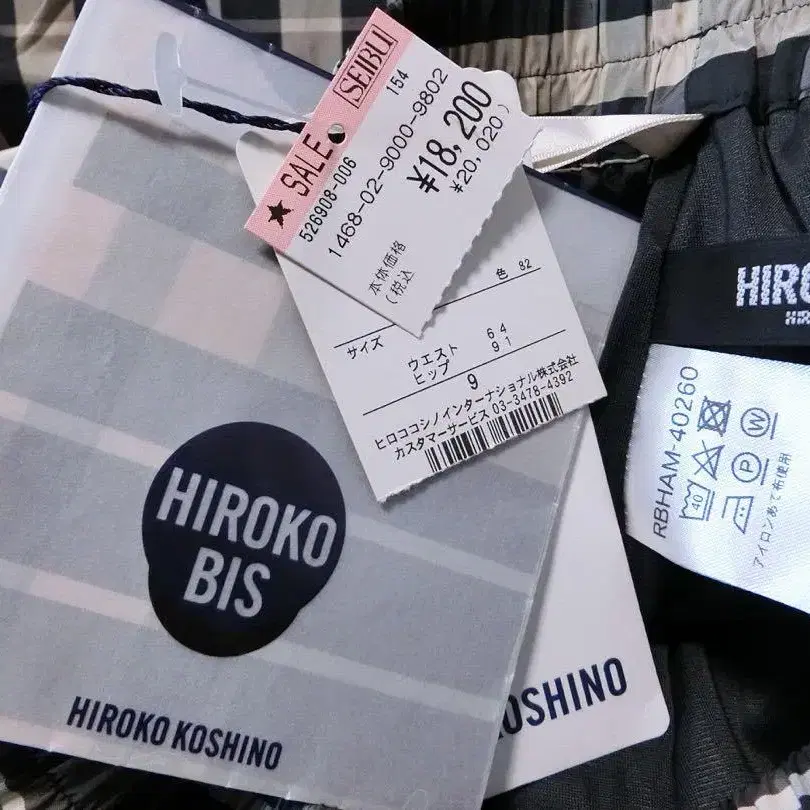 SEIBU
★ SALE
154
526908-006
1468-02-9000-9802
¥18,200
¥20,020)
本体価格
(税込
色 82
サイズ
ウエスト 64
ヒップ 91
9
ヒロココシノインターナショナル株式会社
カスタマーサービス 03-3478-4392
HIROKO
BIS
HIROKO KOSHINO
OSHINO
HIRO
HIR
RBHAM-40260
40
P
W
アイロンあて布使用